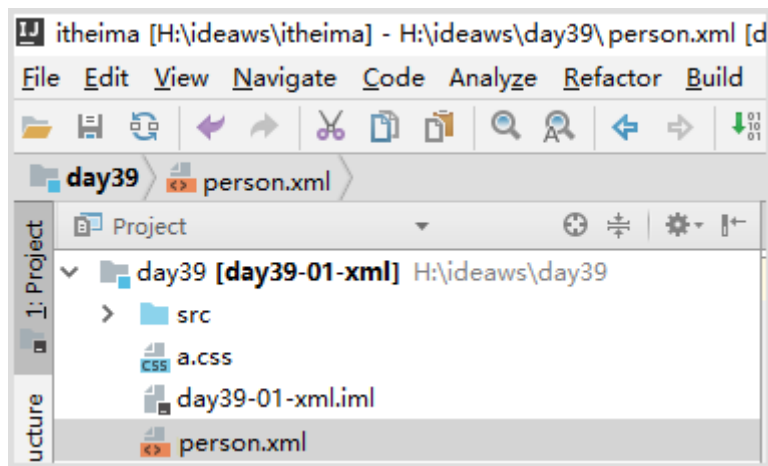 itheima [H:\ideaws\itheima] - H:\ideaws\day39\person.xml [d
File Edit View Navigate Code Analyze Refactor Build
day39 person.xml
1: Project
Project
day39 [day39-01-xml] H:\ideaws\day39
src
a.css
day39-01-xml.iml
person.xml
ucture